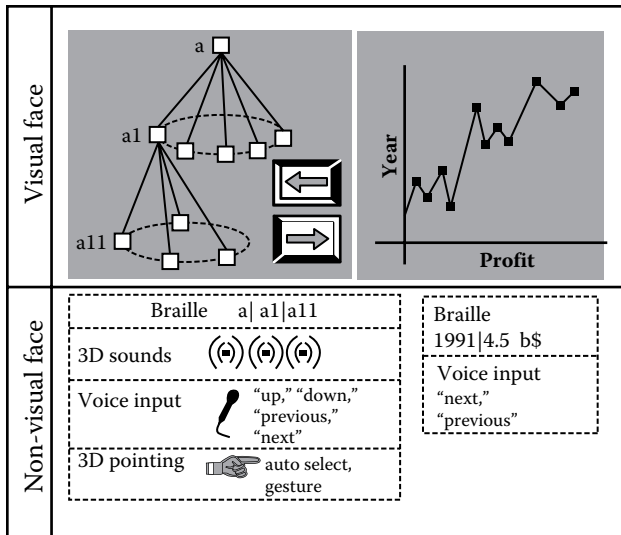 Visual face
a
a1
a11
Year
Profit
Non-visual face
Braille a| a1|a11
3D sounds
Voice input
“up,” “down,”
“previous,”
“next”
3D pointing
auto select,
gesture
Braille
1991|4.5 b$
Voice input
“next,”
“previous”